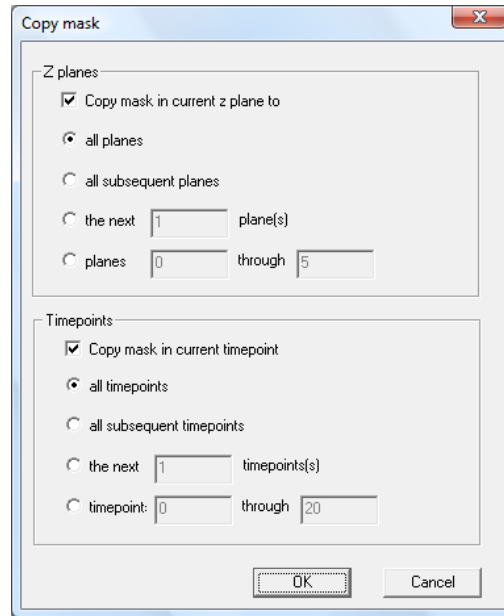 Copy mask
Z planes
Copy mask in current z plane to
all planes
all subsequent planes
the next 1 plane(s)
planes 0 through 5
Timepoints
Copy mask in current timepoint
all timepoints
all subsequent timepoints
the next 1 timepoints(s)
timepoint: 0 through 20
OK Cancel